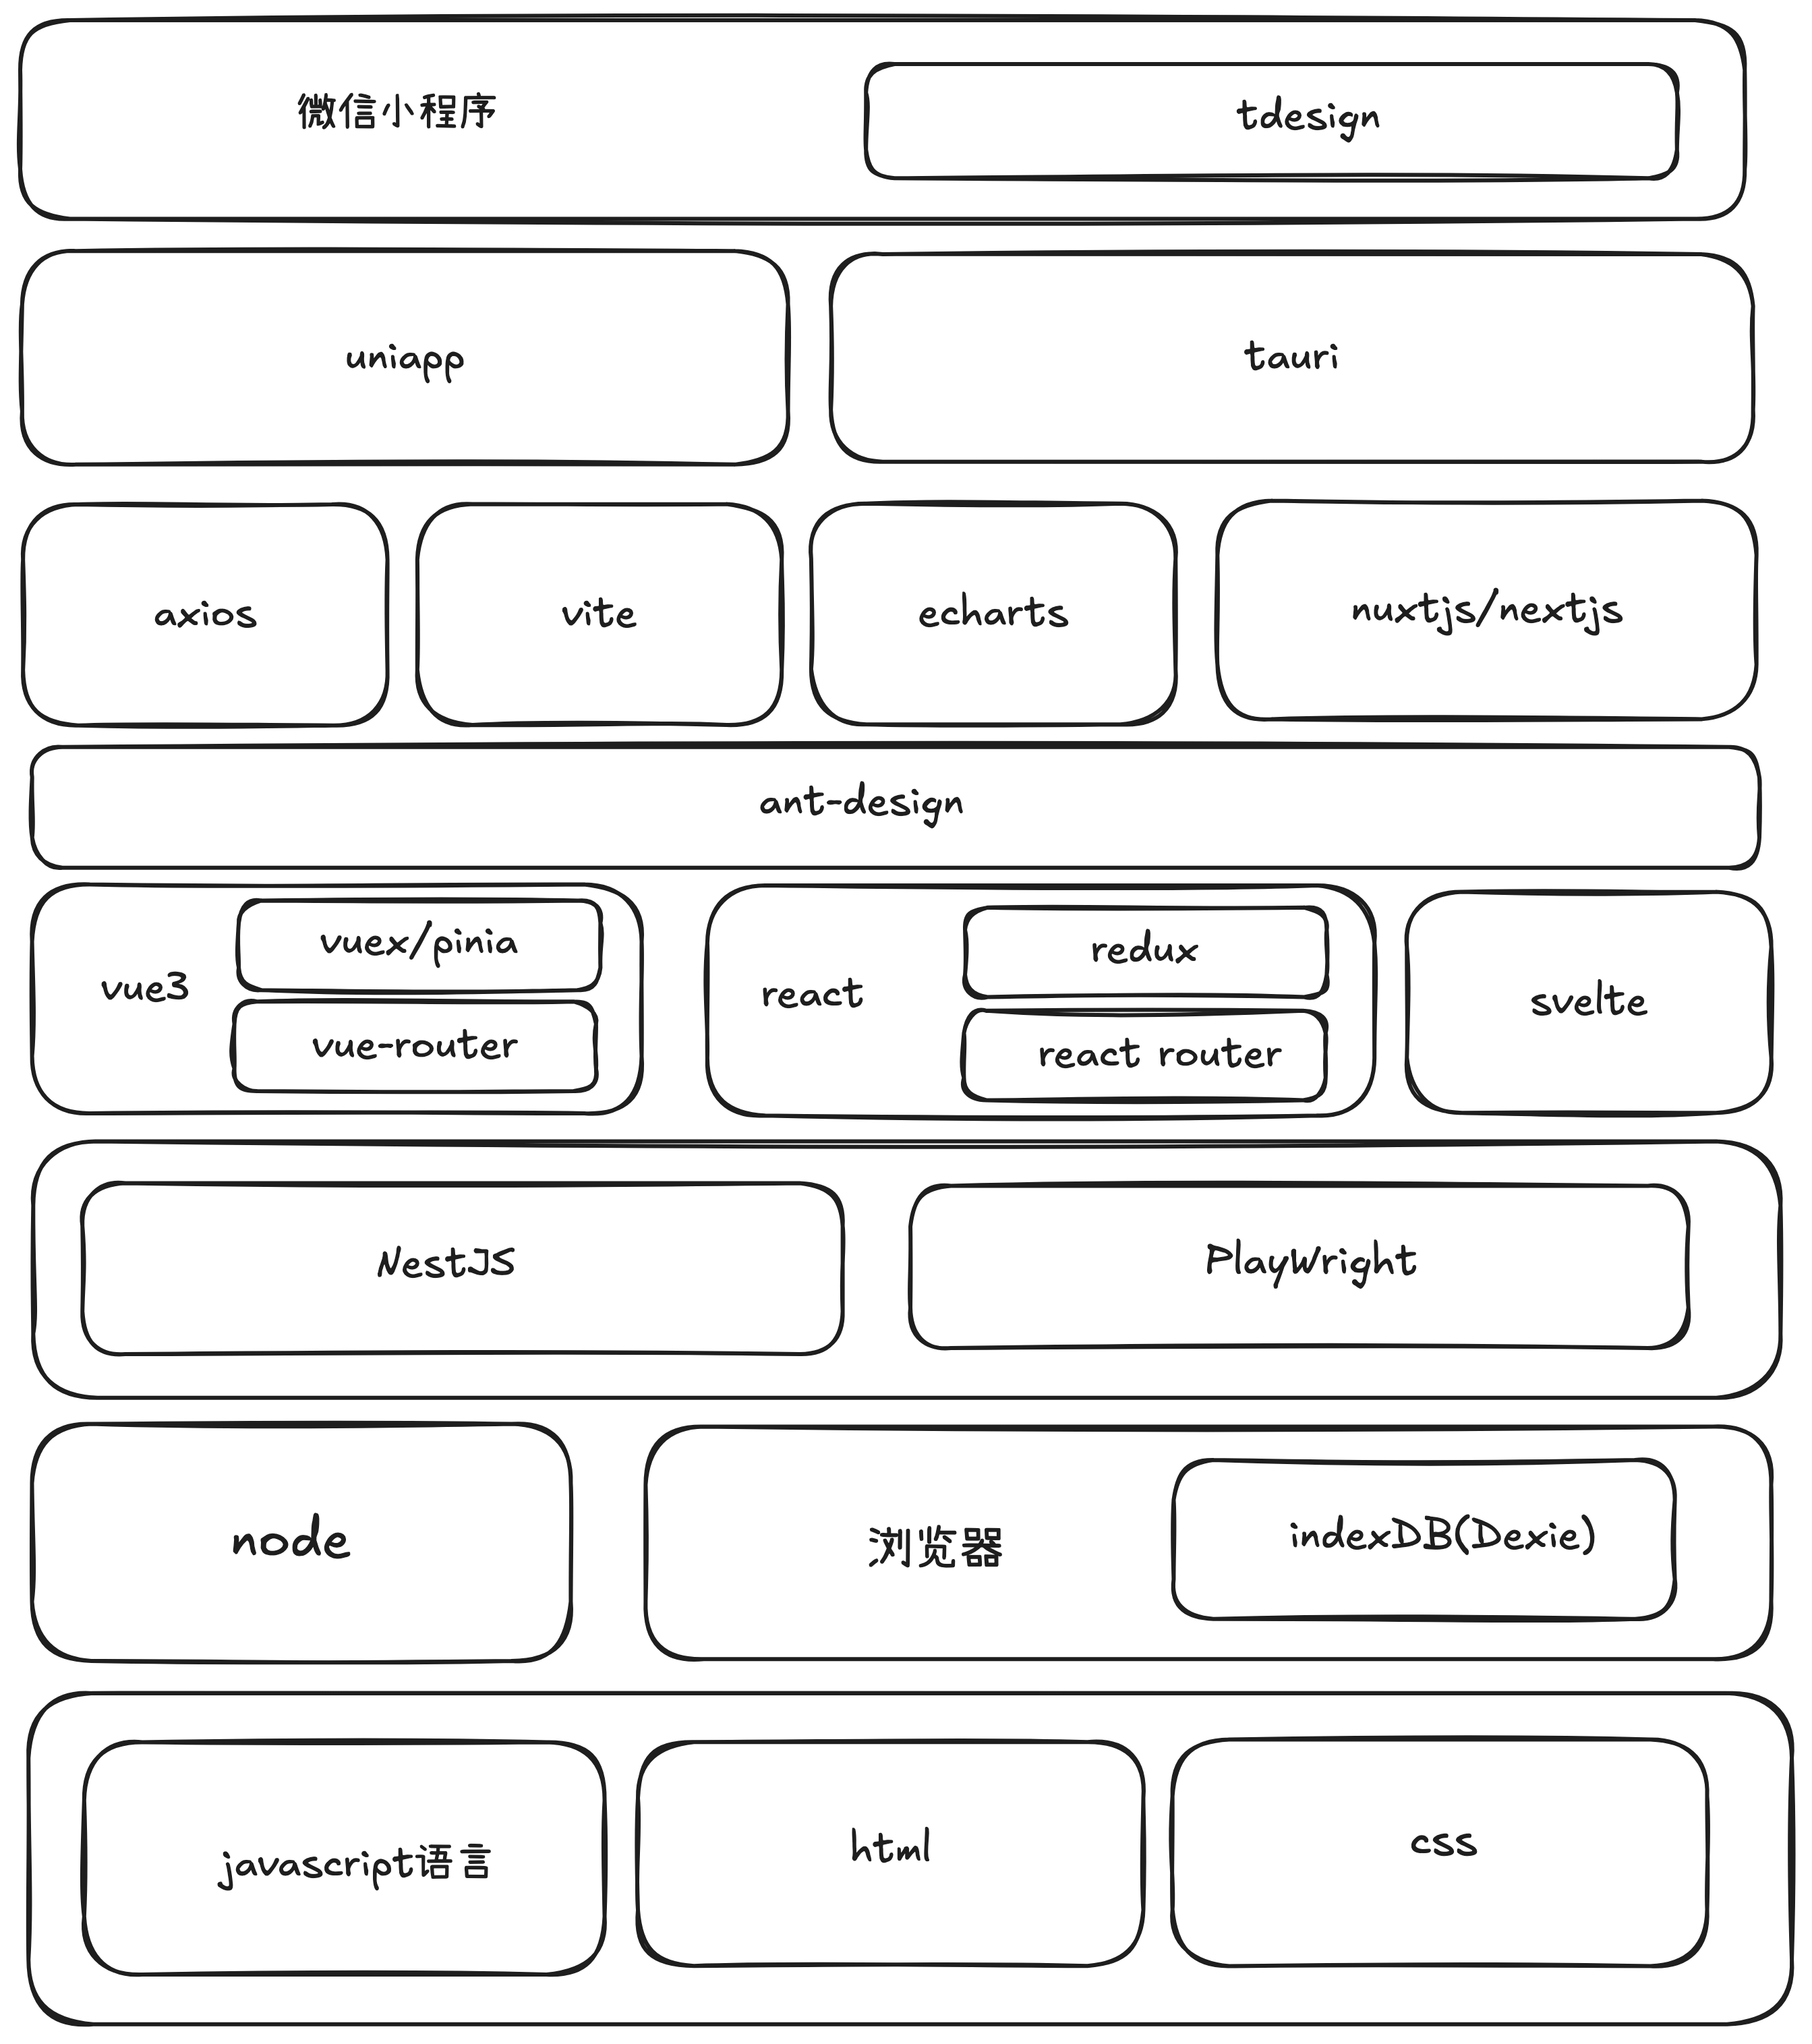 微信小程序
tdesign
uniapp
tauri
axios
vite
echarts
nuxtjs/nextjs
ant-design
vue3
vuex/pinia
vue-router
react
redux
react router
svelte
NestJS
PlayWright
node
浏览器
indexDB(Dexie)
javascript语言
html
css